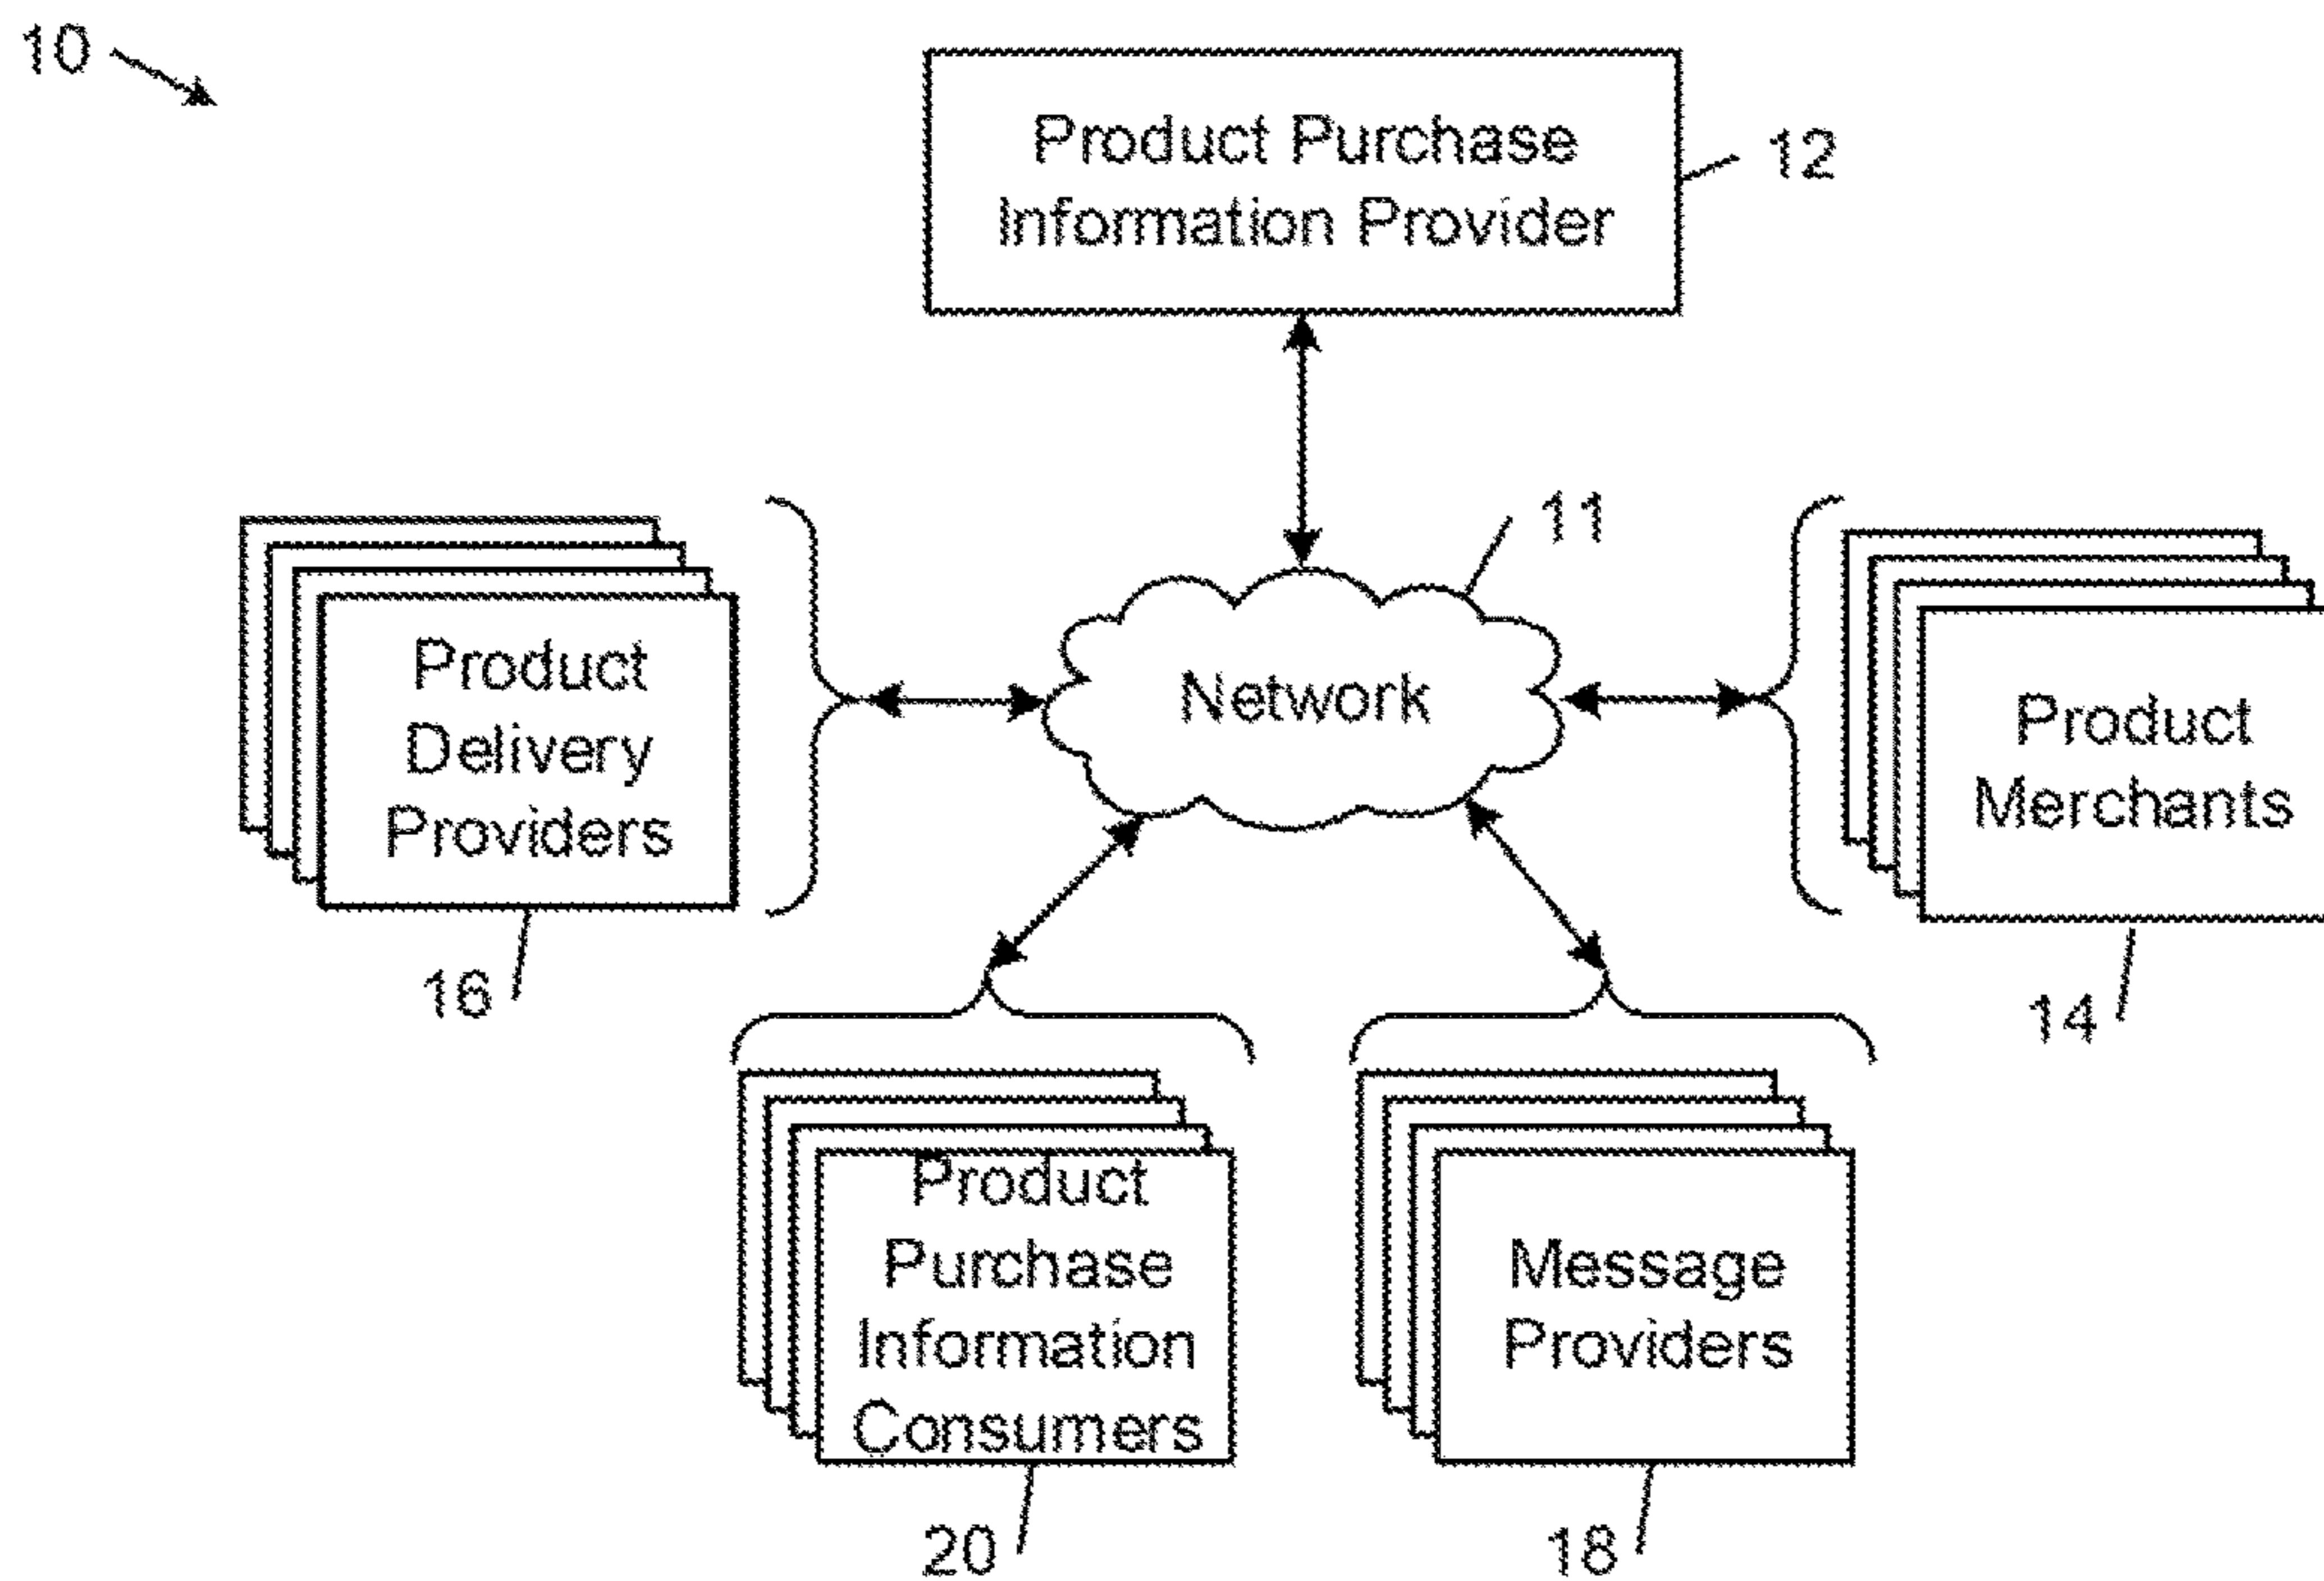 10
Product Purchase
Information Provider
12
11
Network
Product
Delivery
Providers
16
Product
Merchants
14
Product
Purchase
Information
Consumers
20
Message
Providers
18